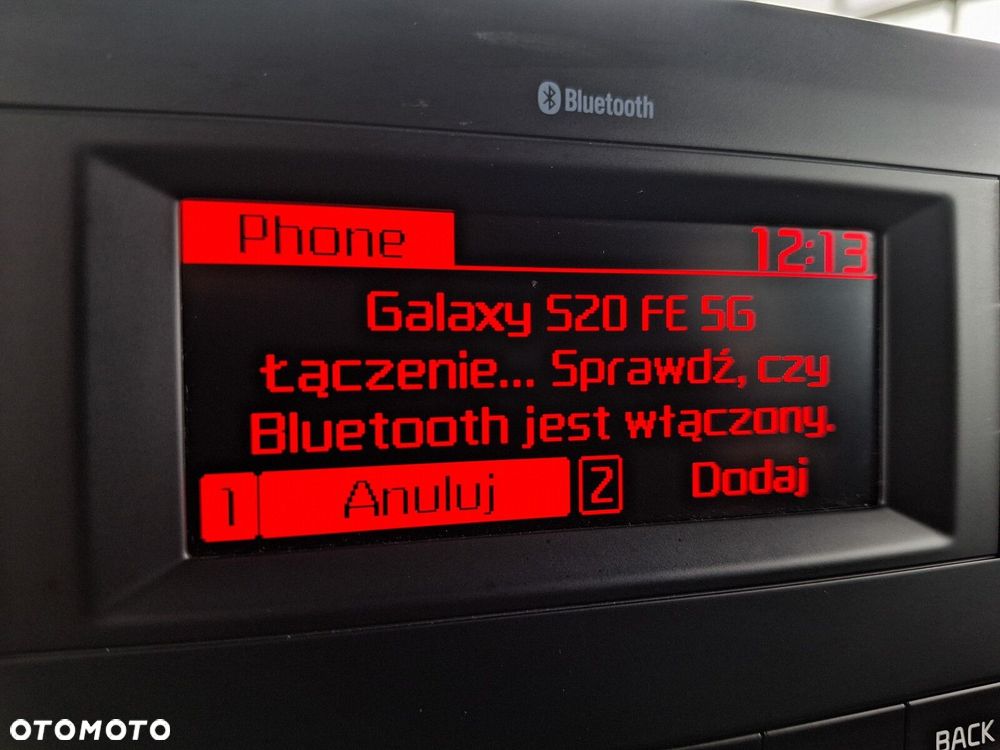 Bluetooth
Phone 12:13
Galaxy S20 FE 5G
Łączenie... Sprawdź, czy
Bluetooth jest włączony.
1 Anuluj 2 Dodaj
BACK
OTOMOTO